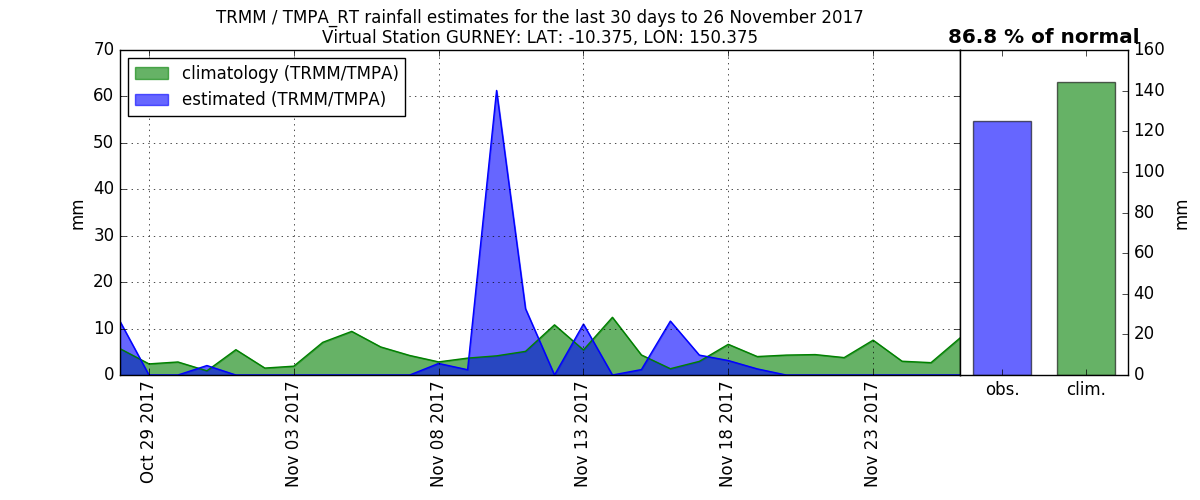 TRMM / TMPA_RT rainfall estimates for the last 30 days to 26 November 2017
Virtual Station GURNEY: LAT: -10.375, LON: 150.375
86.8 % of normal
climatology (TRMM/TMPA)
estimated (TRMM/TMPA)
70
60
50
40
30
20
10
0
mm
Oct 29 2017
Nov 03 2017
Nov 08 2017
Nov 13 2017
Nov 18 2017
Nov 23 2017
obs.
clim.
160
140
120
100
80
60
40
20
0
mm